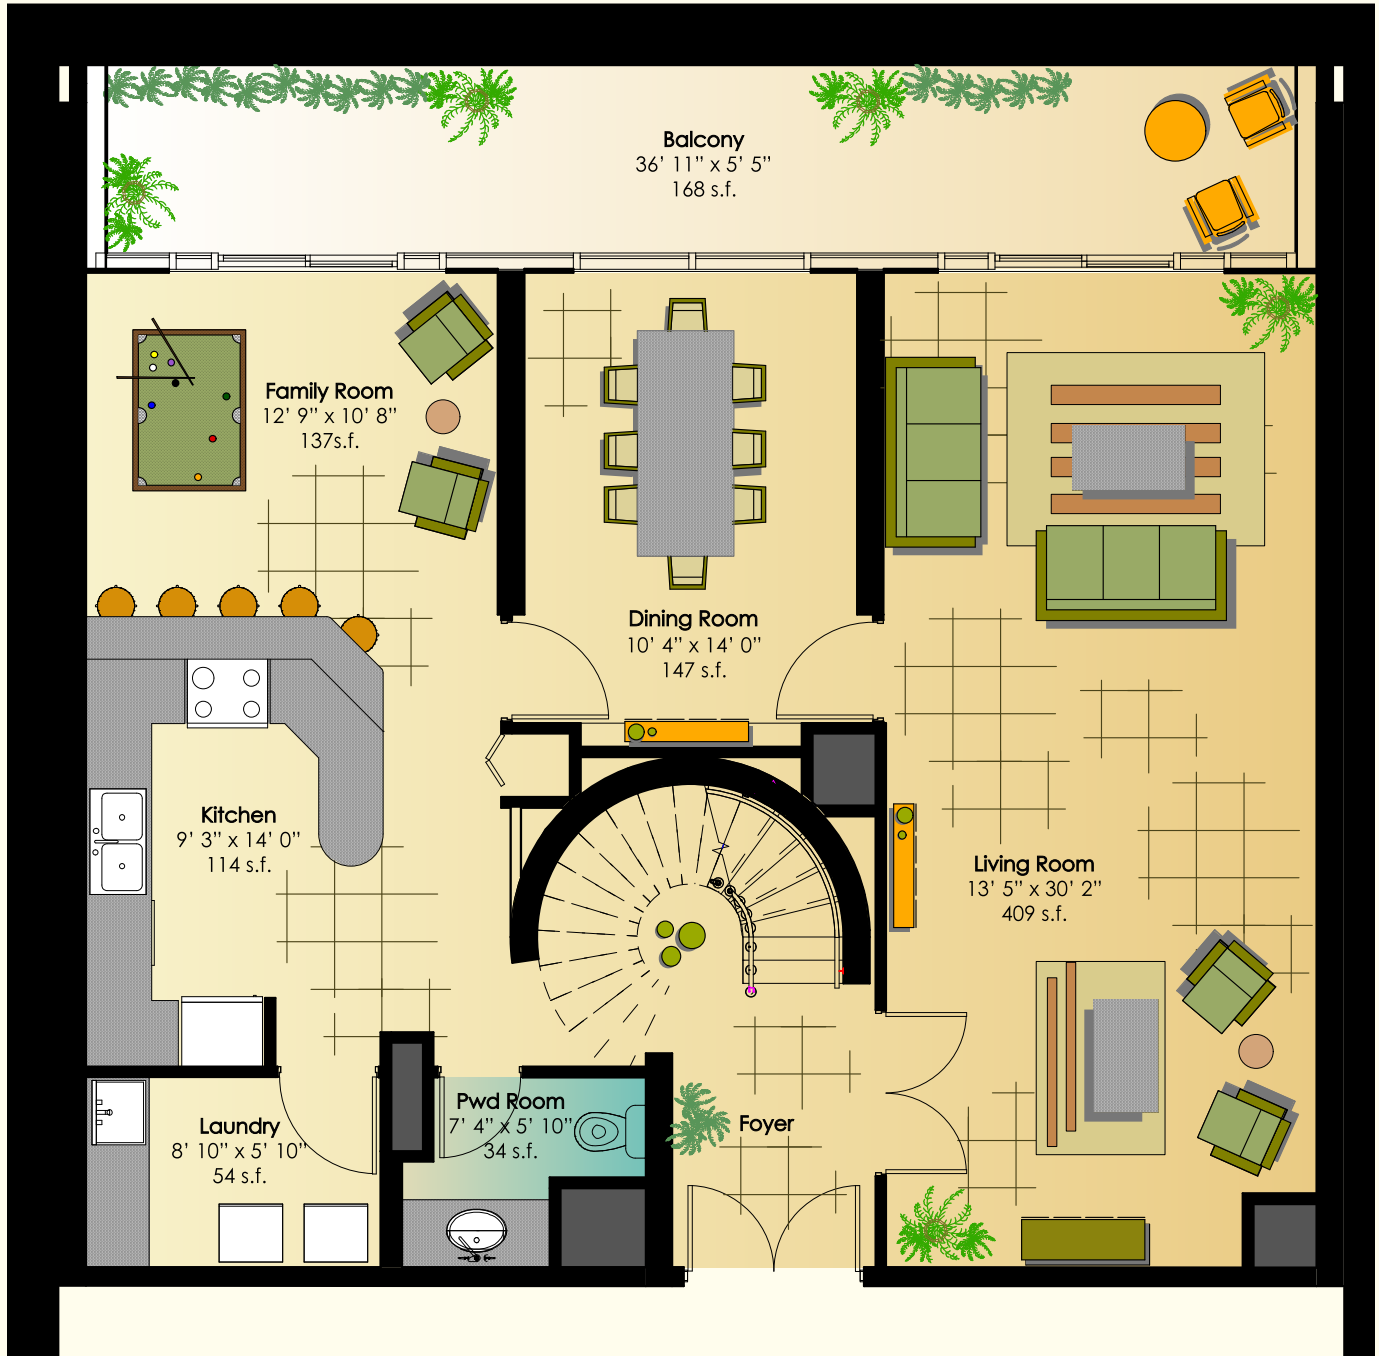 Balcony
36' 11" x 5' 5"
168 s.f.
Family Room
12' 9" x 10' 8"
137s.f.
Dining Room
10' 4" x 14' 0"
147 s.f.
Kitchen
9' 3" x 14' 0"
114 s.f.
Living Room
13' 5" x 30' 2"
409 s.f.
Laundry
8' 10" x 5' 10"
54 s.f.
Pwd Room
7' 4" x 5' 10"
34 s.f.
Foyer